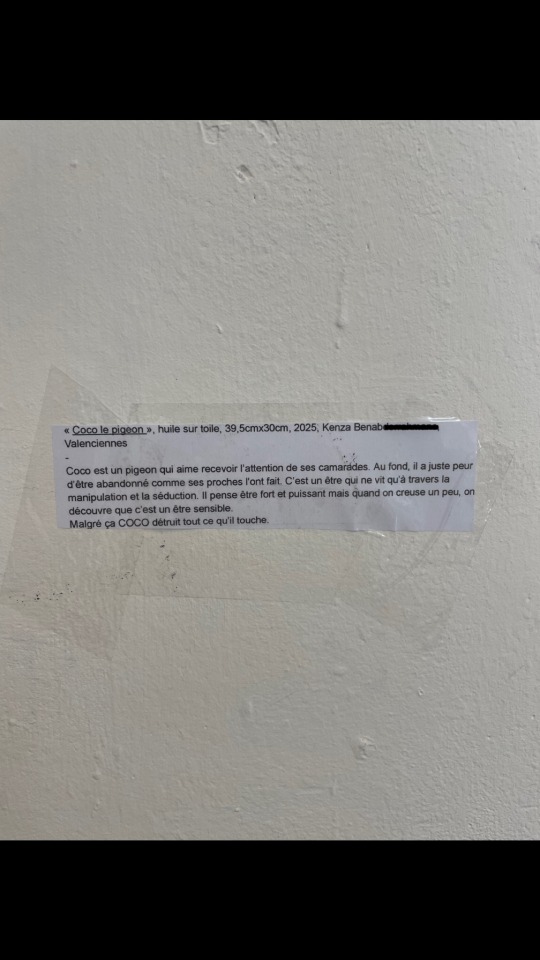 « Coco le pigeon », huile sur toile, 39,5cmx30cm, 2025, Kenza Benab
Valenciennes
-
Coco est un pigeon qui aime recevoir l'attention de ses camarades. Au fond, il a juste peur
d'être abandonné comme ses proches l'ont fait. C'est un être qui ne vit qu'à travers la
manipulation et la séduction. Il pense être fort et puissant mais quand on creuse un peu, on
découvre que c'est un être sensible.
Malgré ça COCO détruit tout ce qu'il touche.